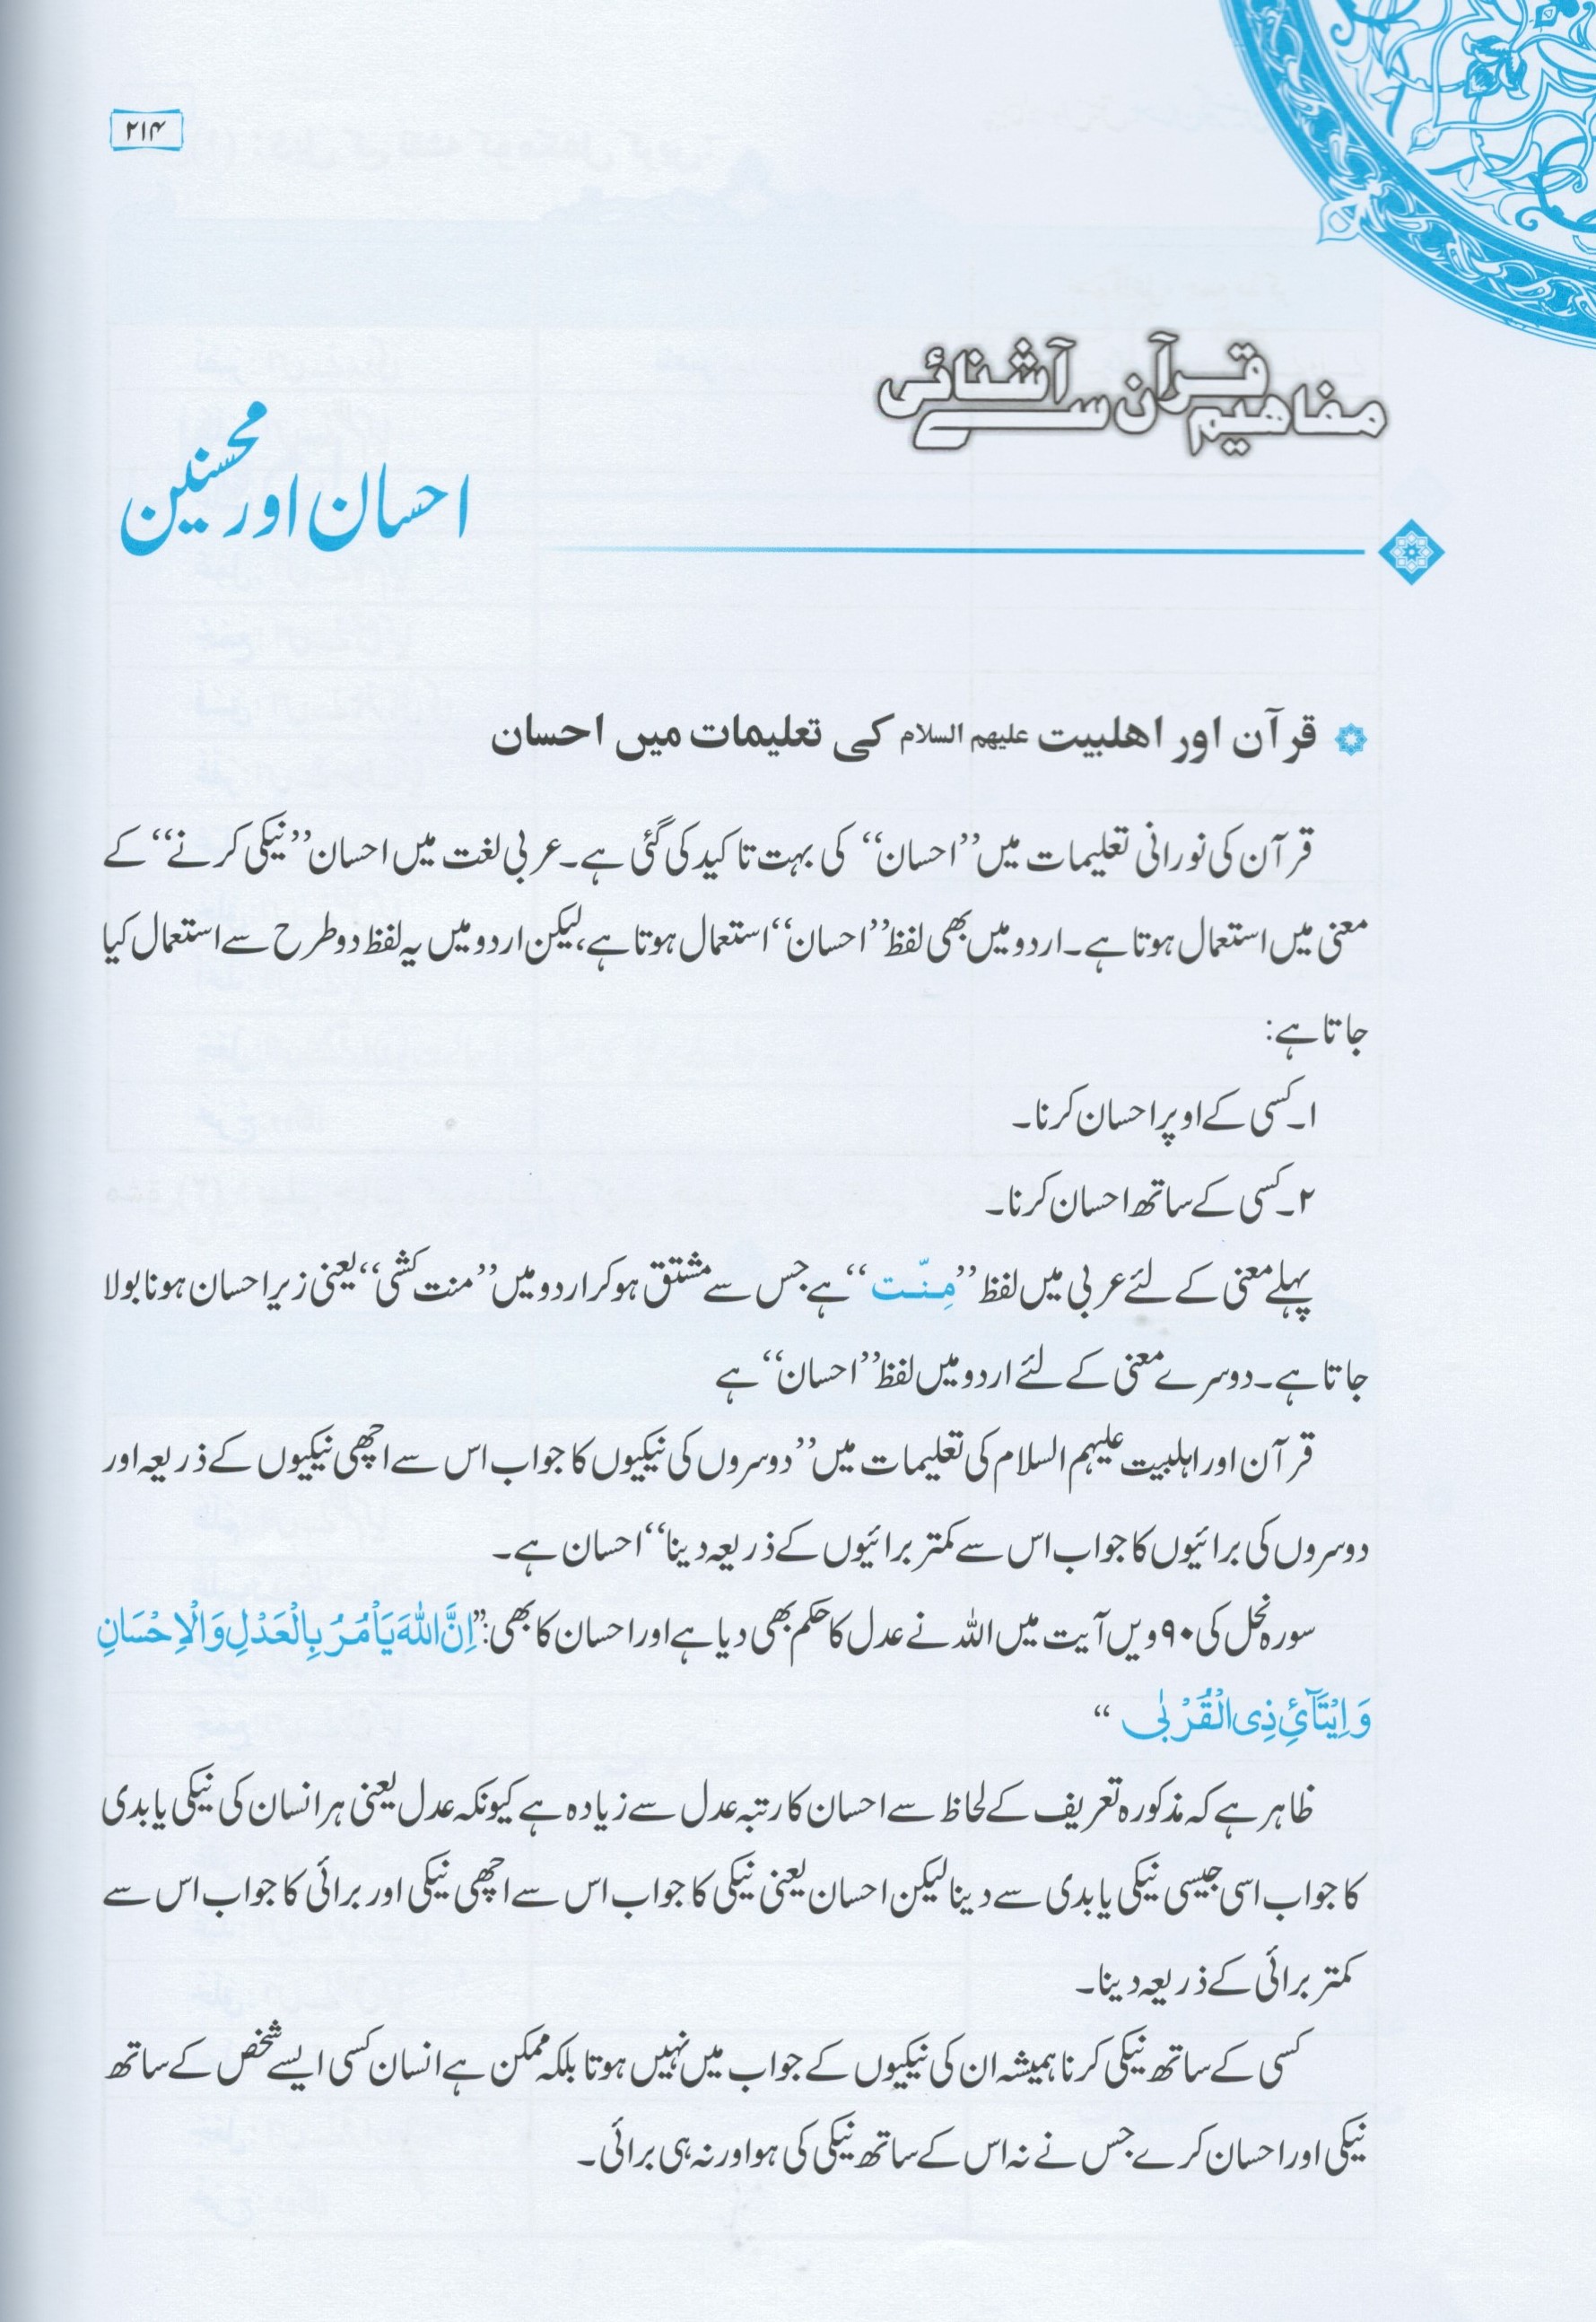 ۲۱۴
مفاهیم قرآن سے آشنائی
احسان اور محسنین
قرآن اور اهلبیت علیهم السلام کی تعلیمات میں احسان
قرآن کی نورانی تعلیمات میں ’’احسان‘‘ کی بہت تاکید کی گئی ہے۔ عربی لغت میں احسان ’’نیکی کرنے‘‘ کے
معنی میں استعمال ہوتا ہے۔ اردو میں بھی لفظ ’’احسان‘‘ استعمال ہوتا ہے، لیکن اردو میں یہ لفظ دو طرح سے استعمال کیا
جاتا ہے:
۱۔ کسی کے اوپر احسان کرنا۔
۲۔ کسی کے ساتھ احسان کرنا۔
پہلے معنی کے لئے عربی میں لفظ ’’مِنّت‘‘ ہے جس سے مشتق ہو کر اردو میں ’’منت کشی‘‘ یعنی زیر احسان ہونا بولا
جاتا ہے۔ دوسرے معنی کے لئے اردو میں لفظ ’’احسان‘‘ ہے
قرآن اور اہلبیت علیہم السلام کی تعلیمات میں ’’دوسروں کی نیکیوں کا جواب اس سے اچھی نیکیوں کے ذریعہ اور
دوسروں کی برائیوں کا جواب اس سے کمتر برائیوں کے ذریعہ دینا‘‘ احسان ہے۔
سورہ نحل کی ۹۰ ویں آیت میں اللہ نے عدل کا حکم بھی دیا ہے اور احسان کا بھی: ’’اِنَّ اللّٰهَ يَاْمُرُ بِالْعَدْلِ وَالْاِحْسَانِ
وَاِيْتَآئِ ذِى الْقُرْبٰى‘‘
ظاہر ہے کہ مذکورہ تعریف کے لحاظ سے احسان کا رتبہ عدل سے زیادہ ہے کیونکہ عدل یعنی ہر انسان کی نیکی یا بدی
کا جواب اسی جیسی نیکی یا بدی سے دینا لیکن احسان یعنی نیکی کا جواب اس سے اچھی نیکی اور برائی کا جواب اس سے
کمتر برائی کے ذریعہ دینا۔
کسی کے ساتھ نیکی کرنا ہمیشہ ان کی نیکیوں کے جواب میں نہیں ہوتا بلکہ ممکن ہے انسان کسی ایسے شخص کے ساتھ
نیکی اور احسان کرے جس نے نہ اس کے ساتھ نیکی کی ہو اور نہ ہی برائی۔